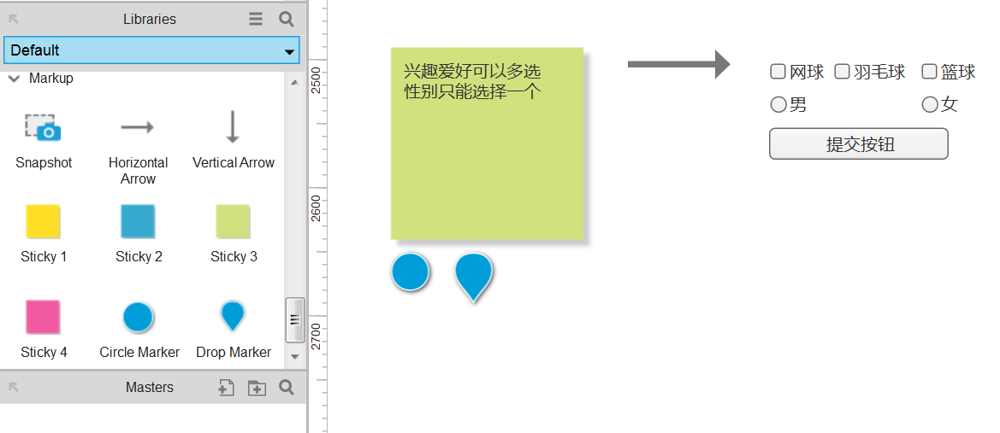 Libraries
Default
Markup
Snapshot
Horizontal
Arrow
Vertical Arrow
Sticky 1
Sticky 2
Sticky 3
Sticky 4
Circle Marker
Drop Marker
Masters
2500
2600
2700
兴趣爱好可以多选
性别只能选择一个
网球 羽毛球 篮球
男 女
提交按钮